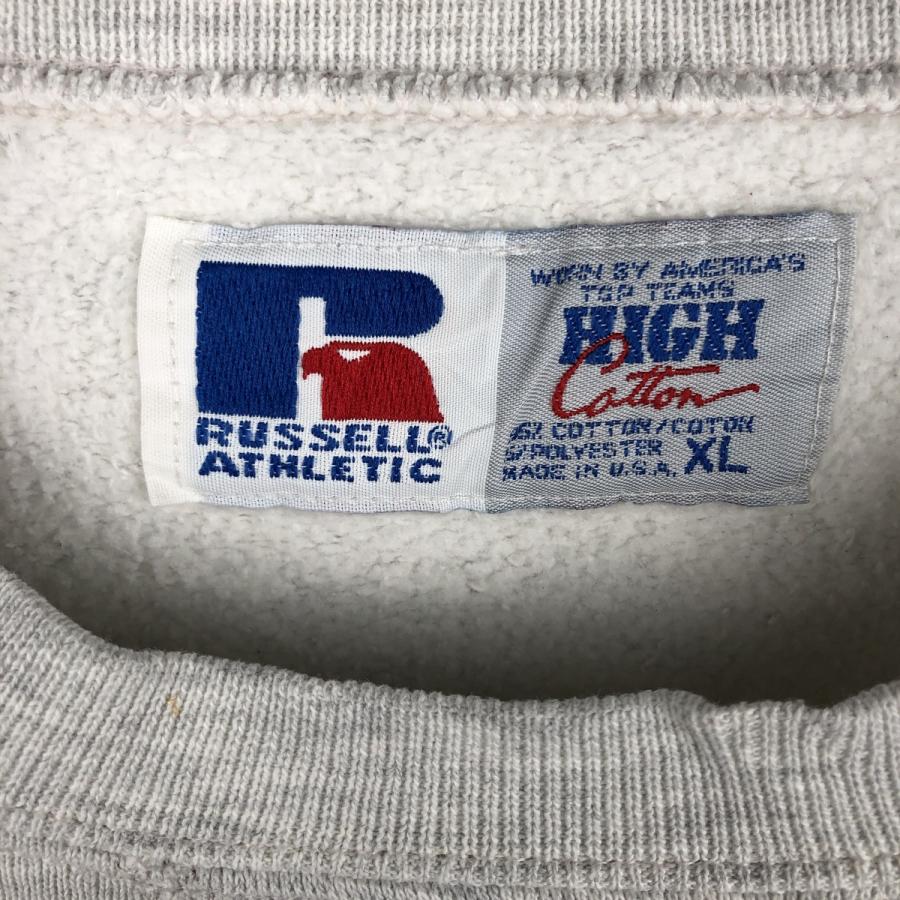 RUSSELL®
ATHLETIC
WORN BY AMERICA'S
TOP TEAMS
HIGH
Cotton
95% COTTON/COTON
5/POLYESTER
MADE IN U.S.A. XL